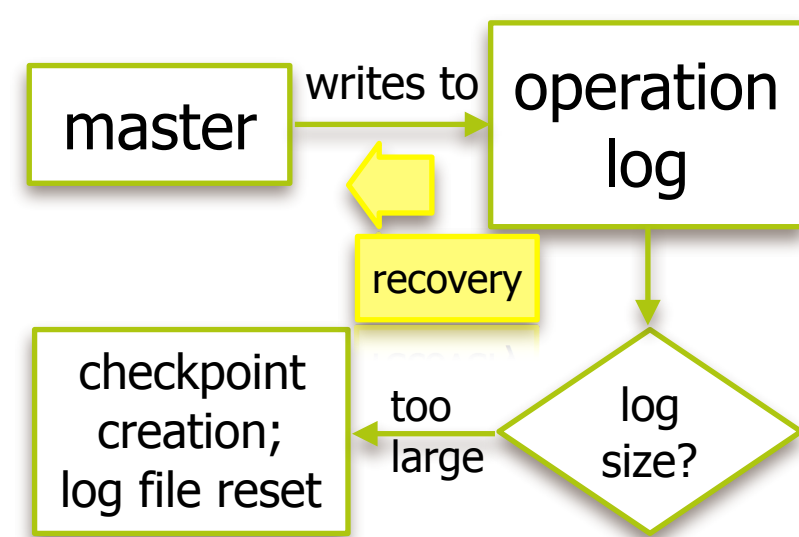 master
writes to
operation
log
recovery
checkpoint
creation;
log file reset
too
large
log
size?